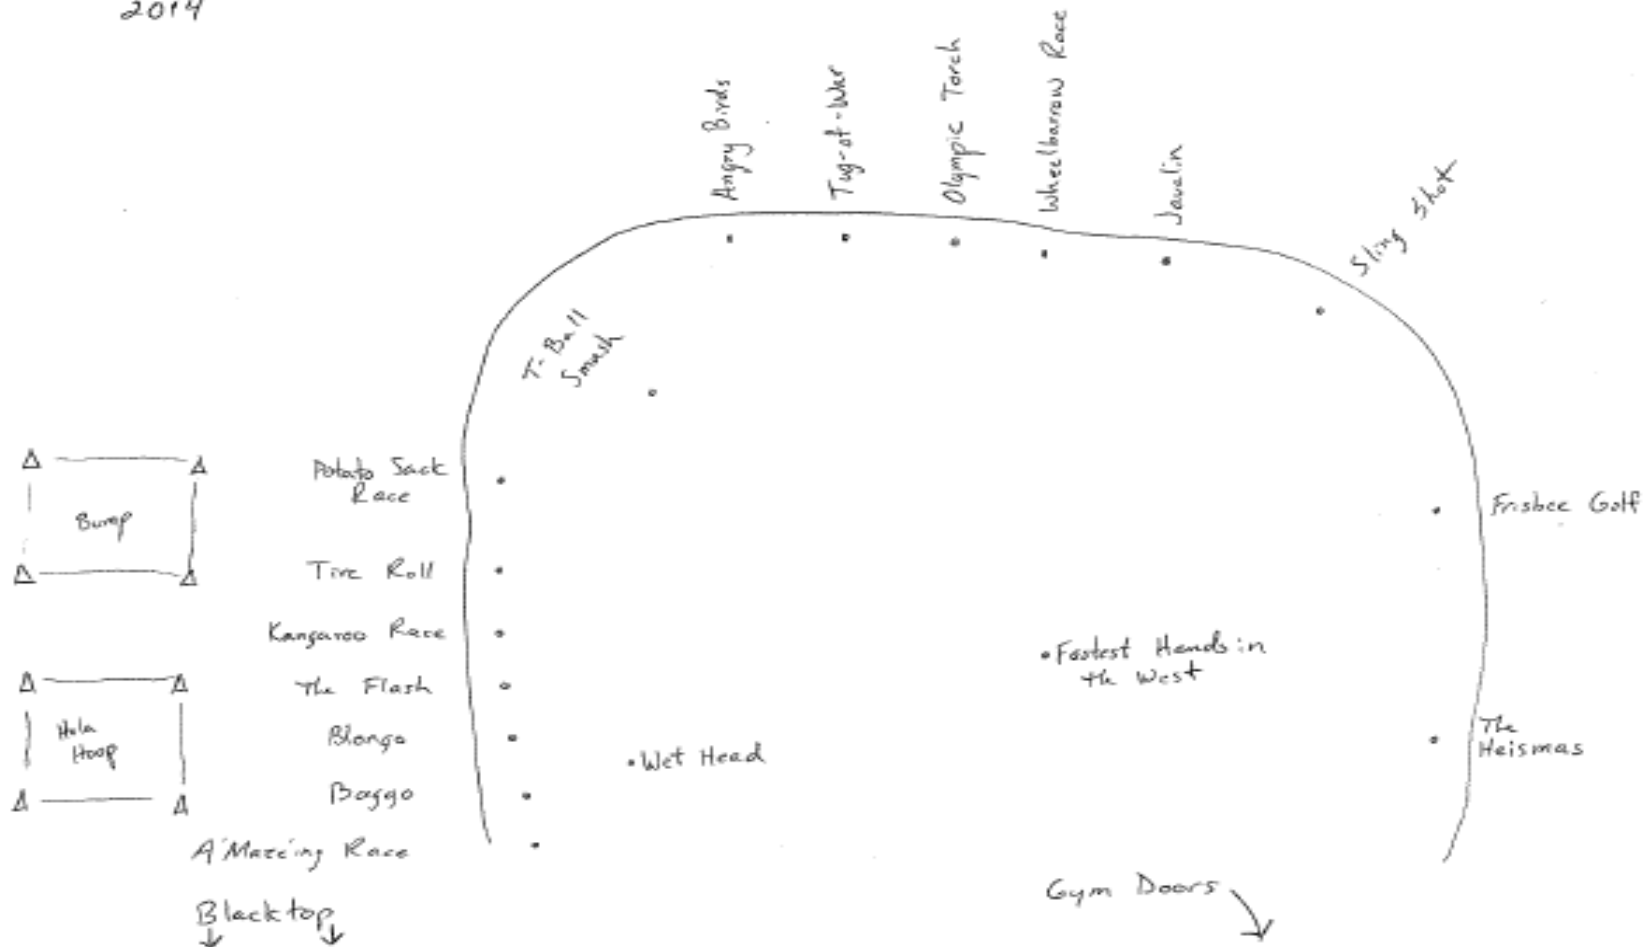 2014
Angry Birds
Tug-of-War
Olympic Torch
Wheelbarrow Race
Javelin
Sling Shot
T-Ball
Smash
Potato Sack
Race
Bump
Frisbee Golf
Tire Roll
Kangaroo Race
Fastest Hands in
the West
The Flash
Hula
Hoop
Blongo
Wet Head
The
Heismas
Baggo
A'Maze'ing Race
Gym Doors
Blacktop